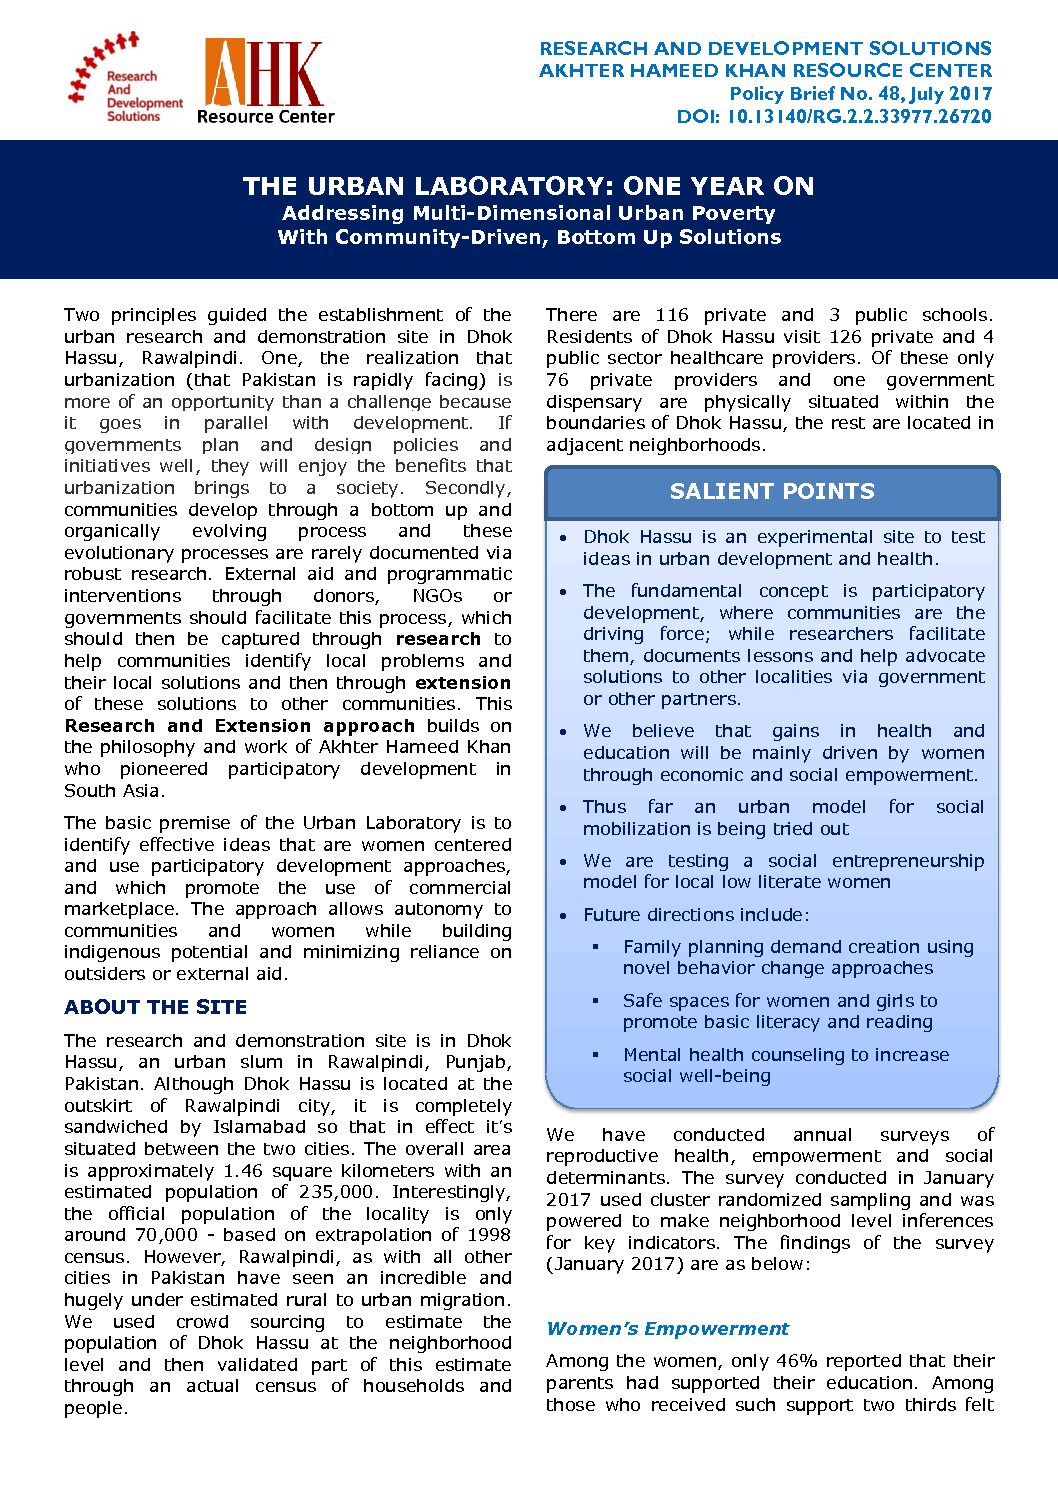 Research
And
Development
Solutions
AHK
Resource Center
RESEARCH AND DEVELOPMENT SOLUTIONS
AKHTER HAMEED KHAN RESOURCE CENTER
Policy Brief No. 48, July 2017
DOI: 10.13140/RG.2.2.33977.26720
THE URBAN LABORATORY: ONE YEAR ON
Addressing Multi-Dimensional Urban Poverty
With Community-Driven, Bottom Up Solutions
Two principles guided the establishment of the
urban research and demonstration site in Dhok
Hassu, Rawalpindi. One, the realization that
urbanization (that Pakistan is rapidly facing) is
more of an opportunity than a challenge because
it goes in parallel with development. If
governments plan and design policies and
initiatives well, they will enjoy the benefits that
urbanization brings to a society. Secondly,
communities develop through a bottom up and
organically evolving process and these
evolutionary processes are rarely documented via
robust research. External aid and programmatic
interventions through donors, NGOs or
governments should facilitate this process, which
should then be captured through research to
help communities identify local problems and
their local solutions and then through extension
of these solutions to other communities. This
Research and Extension approach builds on
the philosophy and work of Akhter Hameed Khan
who pioneered participatory development in
South Asia.
The basic premise of the Urban Laboratory is to
identify effective ideas that are women centered
and use participatory development approaches,
and which promote the use of commercial
marketplace. The approach allows autonomy to
communities and women while building
indigenous potential and minimizing reliance on
outsiders or external aid.
ABOUT THE SITE
The research and demonstration site is in Dhok
Hassu, an urban slum in Rawalpindi, Punjab,
Pakistan. Although Dhok Hassu is located at the
outskirt of Rawalpindi city, it is completely
sandwiched by Islamabad so that in effect it's
situated between the two cities. The overall area
is approximately 1.46 square kilometers with an
estimated population of 235,000. Interestingly,
the official population of the locality is only
around 70,000 - based on extrapolation of 1998
census. However, Rawalpindi, as with all other
cities in Pakistan have seen an incredible and
hugely under estimated rural to urban migration.
We used crowd sourcing to estimate the
population of Dhok Hassu at the neighborhood
level and then validated part of this estimate
through an actual census of households and
people.
There are 116 private and 3 public schools.
Residents of Dhok Hassu visit 126 private and 4
public sector healthcare providers. Of these only
76 private providers and one government
dispensary are physically situated within the
boundaries of Dhok Hassu, the rest are located in
adjacent neighborhoods.
SALIENT POINTS
• Dhok Hassu is an experimental site to test
ideas in urban development and health.
• The fundamental concept is participatory
development, where communities are the
driving force; while researchers facilitate
them, documents lessons and help advocate
solutions to other localities via government
or other partners.
• We believe that gains in health and
education will be mainly driven by women
through economic and social empowerment.
• Thus far an urban model for social
mobilization is being tried out
• We are testing a social entrepreneurship
model for local low literate women
• Future directions include:
▪ Family planning demand creation using
novel behavior change approaches
▪ Safe spaces for women and girls to
promote basic literacy and reading
▪ Mental health counseling to increase
social well-being
We have conducted annual surveys of
reproductive health, empowerment and social
determinants. The survey conducted in January
2017 used cluster randomized sampling and was
powered to make neighborhood level inferences
for key indicators. The findings of the survey
(January 2017) are as below:
Women's Empowerment
Among the women, only 46% reported that their
parents had supported their education. Among
those who received such support two thirds felt